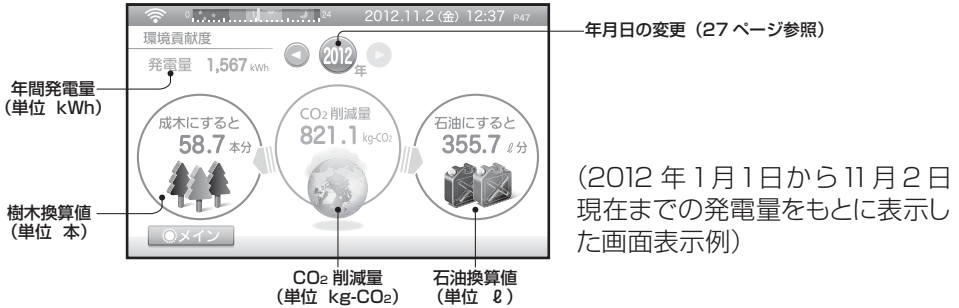 0 24 2012.11.2 (金) 12:37 P47
年月日の変更（27 ページ参照）
環境貢献度
発電量 1,567 kWh
2012 年
年間発電量
（単位 kWh）
成木にすると
58.7 本分
CO₂ 削減量
821.1 kg-CO₂
石油にすると
355.7 ℓ 分
（2012 年 1 月 1 日から 11 月 2 日
現在までの発電量をもとに表示し
た画面表示例）
樹木換算値
（単位 本）
メイン
CO₂ 削減量
（単位 kg-CO₂）
石油換算値
（単位 ℓ）